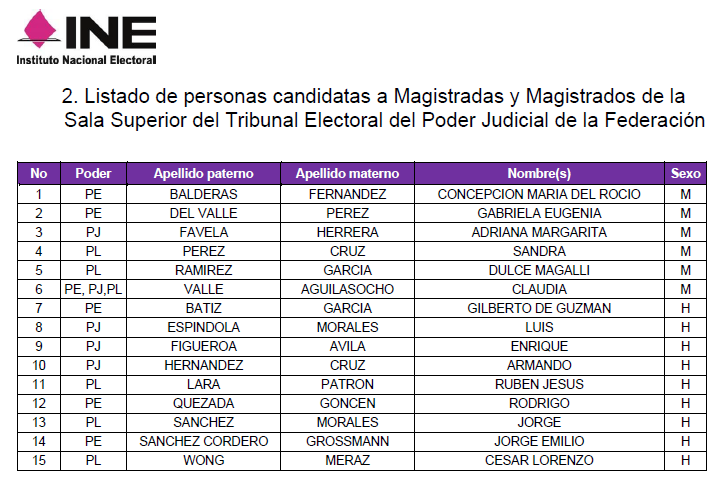 INE
Instituto Nacional Electoral
2. Listado de personas candidatas a Magistradas y Magistrados de la
Sala Superior del Tribunal Electoral del Poder Judicial de la Federación
No Poder Apellido paterno Apellido materno Nombre(s) Sexo
1 PE BALDERAS FERNANDEZ CONCEPCION MARIA DEL ROCIO M
2 PE DEL VALLE PEREZ GABRIELA EUGENIA M
3 PJ FAVELA HERRERA ADRIANA MARGARITA M
4 PL PEREZ CRUZ SANDRA M
5 PL RAMIREZ GARCIA DULCE MAGALLI M
6 PE, PJ,PL VALLE AGUILASOCHO CLAUDIA M
7 PE BATIZ GARCIA GILBERTO DE GUZMAN H
8 PJ ESPINDOLA MORALES LUIS H
9 PJ FIGUEROA AVILA ENRIQUE H
10 PJ HERNANDEZ CRUZ ARMANDO H
11 PL LARA PATRON RUBEN JESUS H
12 PE QUEZADA GONCEN RODRIGO H
13 PL SANCHEZ MORALES JORGE H
14 PE SANCHEZ CORDERO GROSSMANN JORGE EMILIO H
15 PL WONG MERAZ CESAR LORENZO H